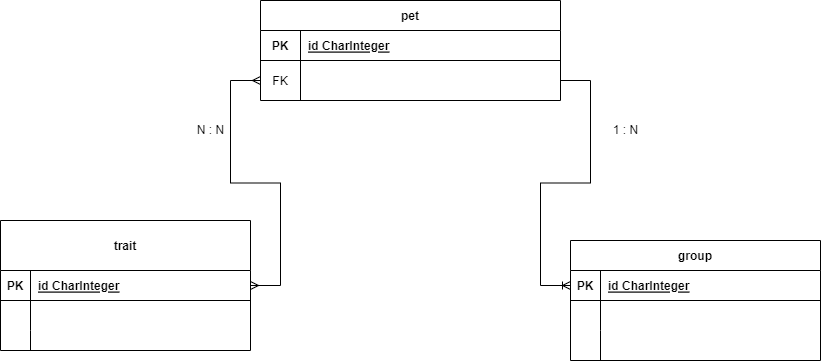 pet
PK id CharInteger
FK
N : N
1 : N
trait
group
PK id CharInteger
PK id CharInteger